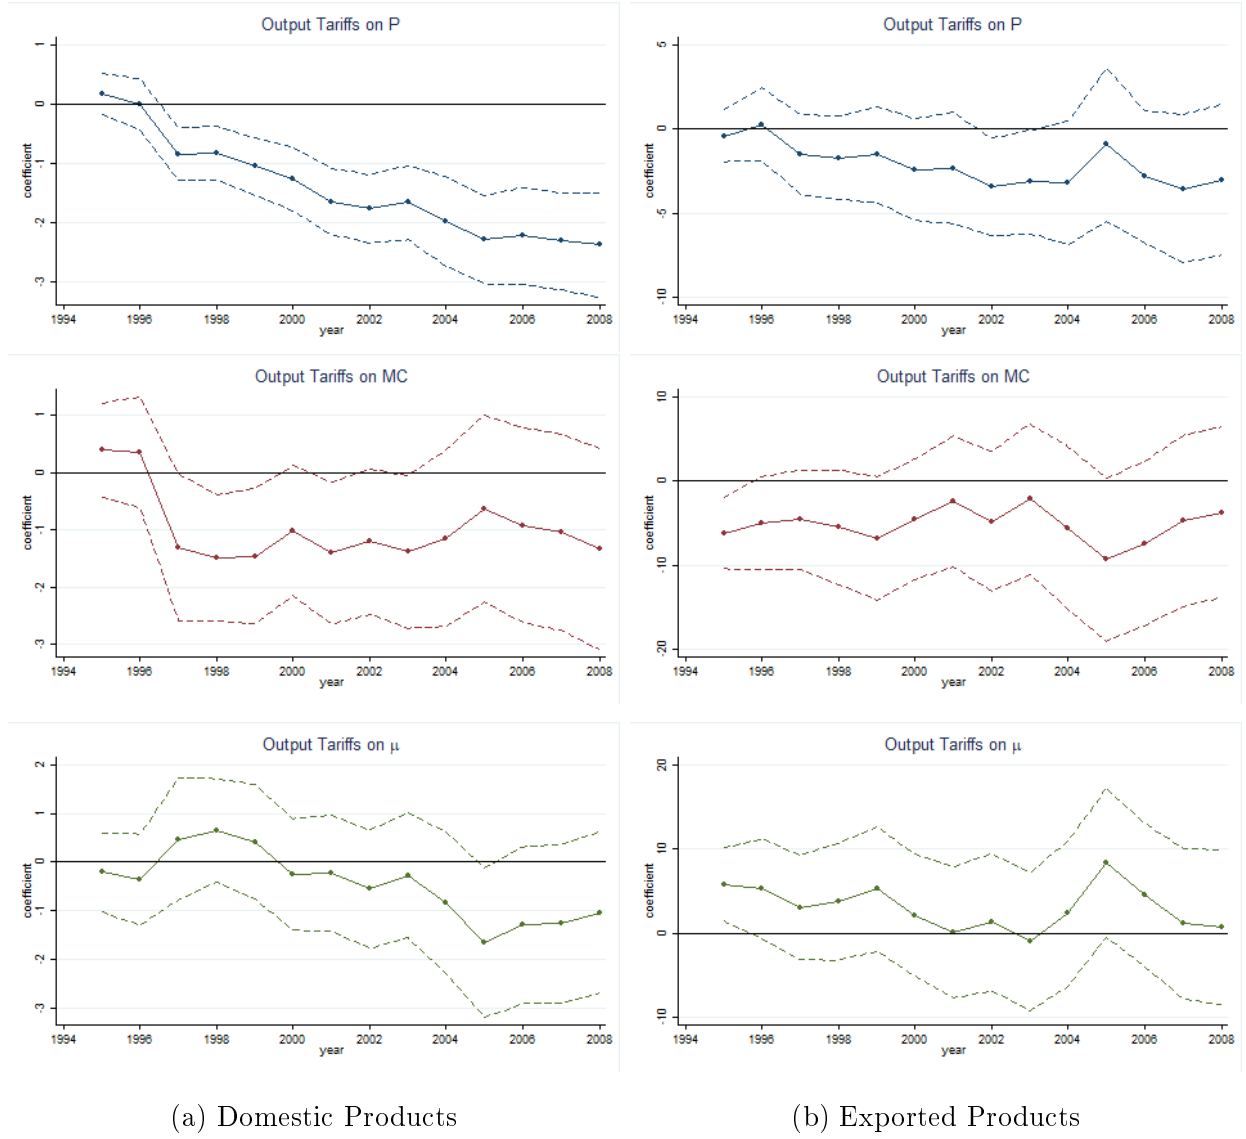 Output Tariffs on P
1
0
-1
-2
-3
coefficient
1994 1996 1998 2000 2002 2004 2006 2008
year
Output Tariffs on P
5
0
-5
-10
coefficient
1994 1996 1998 2000 2002 2004 2006 2008
year
Output Tariffs on MC
1
0
-1
-2
-3
coefficient
1994 1996 1998 2000 2002 2004 2006 2008
year
Output Tariffs on MC
10
0
-10
-20
coefficient
1994 1996 1998 2000 2002 2004 2006 2008
year
Output Tariffs on μ
2
1
0
-1
-2
-3
coefficient
1994 1996 1998 2000 2002 2004 2006 2008
year
Output Tariffs on μ
20
10
0
-10
coefficient
1994 1996 1998 2000 2002 2004 2006 2008
year
(a) Domestic Products
(b) Exported Products